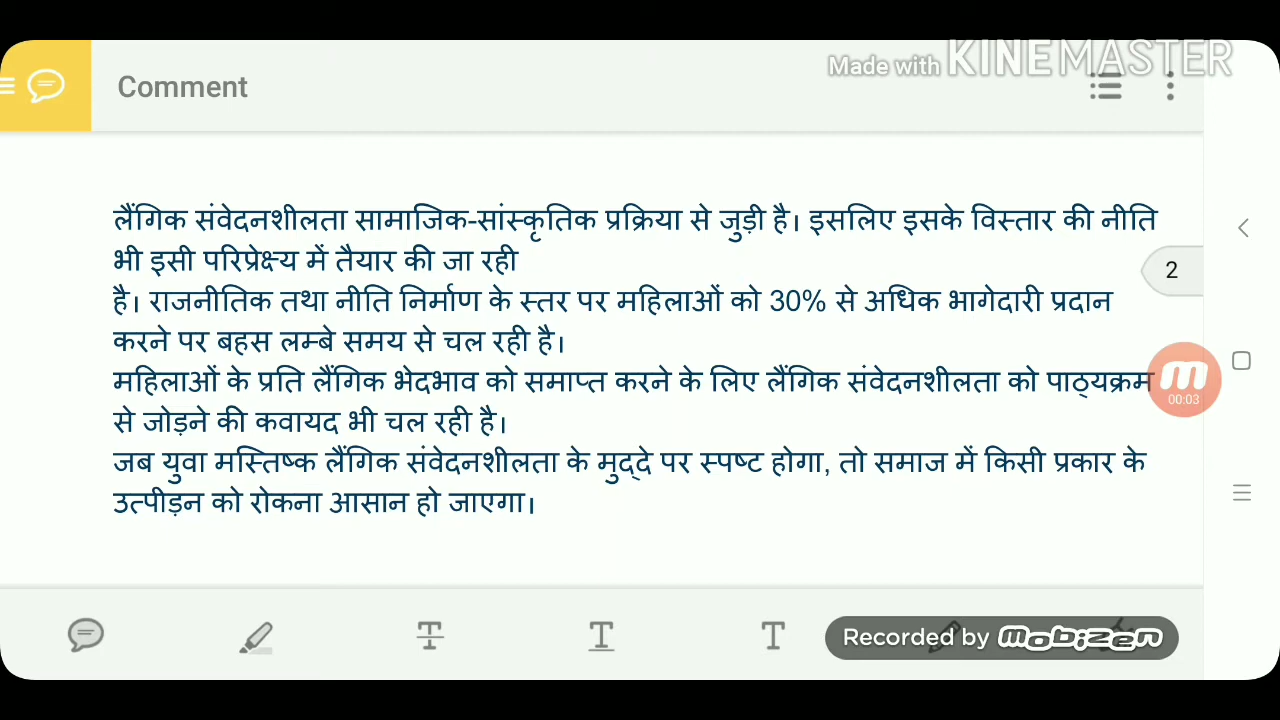 Made with KINEMASTER
Comment
लैंगिक संवेदनशीलता सामाजिक-सांस्कृतिक प्रक्रिया से जुड़ी है। इसलिए इसके विस्तार की नीति
भी इसी परिप्रेक्ष्य में तैयार की जा रही
2
है। राजनीतिक तथा नीति निर्माण के स्तर पर महिलाओं को 30% से अधिक भागेदारी प्रदान
करने पर बहस लम्बे समय से चल रही है।
महिलाओं के प्रति लैंगिक भेदभाव को समाप्त करने के लिए लैंगिक संवेदनशीलता को पाठ्यक्रम
00:03
से जोड़ने की कवायद भी चल रही है।
जब युवा मस्तिष्क लैंगिक संवेदनशीलता के मुद्दे पर स्पष्ट होगा, तो समाज में किसी प्रकार के
उत्पीड़न को रोकना आसान हो जाएगा।
Recorded by mobizen